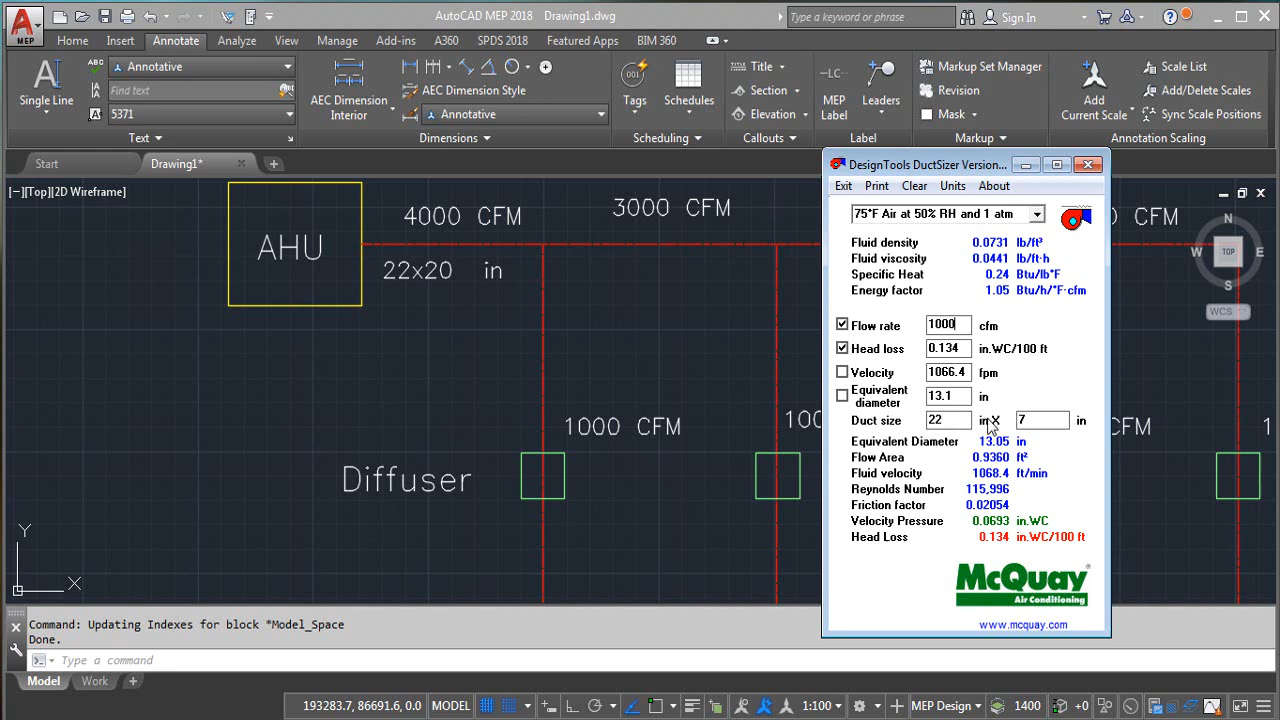 AutoCAD MEP 2018 Drawing1.dwg
Type a keyword or phrase
Sign In
A
MEP
Home Insert Annotate Analyze View Manage Add-ins A360 SPDS 2018 Featured Apps BIM 360
A
Single Line
ABC
Annotative
Find text
5371
Text
AEC Dimension
Interior
AEC Dimension Style
Annotative
Dimensions
001
Tags
Schedules
Scheduling
Title
Section
Elevation
Callouts
-LC-
MEP
Label
Leaders
Label
Markup Set Manager
Revision
Mask
Markup
Add
Current Scale
Scale List
Add/Delete Scales
Sync Scale Positions
Annotation Scaling
Start Drawing1*
[−][Top][2D Wireframe]
AHU
4000 CFM
22x20 in
3000 CFM
CFM
1000 CFM
100
CFM
Diffuser
Y
X
N
W TOP E
S
WCS
DesignTools DuctSizer Version...
Exit Print Clear Units About
75°F Air at 50% RH and 1 atm
Fluid density 0.0731 lb/ft³
Fluid viscosity 0.0441 lb/ft·h
Specific Heat 0.24 Btu/lb°F
Energy factor 1.05 Btu/h/°F·cfm
Flow rate 1000 cfm
Head loss 0.134 in.WC/100 ft
Velocity 1066.4 fpm
Equivalent
diameter 13.1 in
Duct size 22 in X 7 in
Equivalent Diameter 13.05 in
Flow Area 0.9360 ft²
Fluid velocity 1068.4 ft/min
Reynolds Number 115,996
Friction factor 0.02054
Velocity Pressure 0.0693 in.WC
Head Loss 0.134 in.WC/100 ft
McQuay®
Air Conditioning
www.mcquay.com
Command: Updating Indexes for block *Model_Space
Done.
Type a command
Model Work
193283.7, 86691.6, 0.0 MODEL 1:100 MEP Design 1400 +0